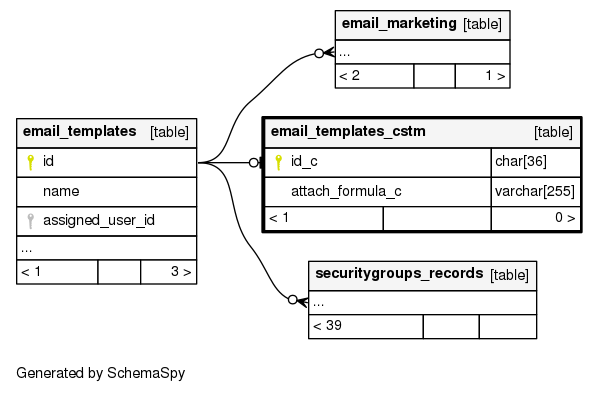 email_marketing [table]
...
< 2 1 >
email_templates [table]
id
name
assigned_user_id
...
< 1 3 >
email_templates_cstm [table]
id_c char[36]
attach_formula_c varchar[255]
< 1 0 >
securitygroups_records [table]
...
< 39
Generated by SchemaSpy